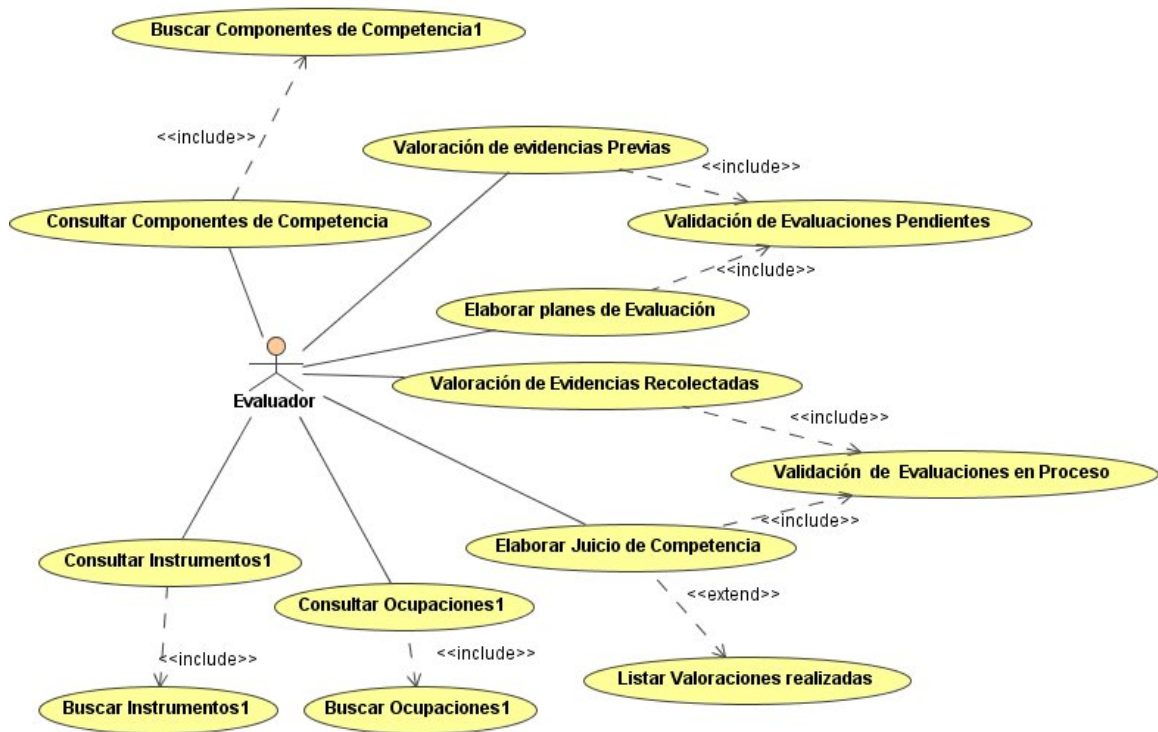 Buscar Componentes de Competencia1
<<include>>
Valoración de evidencias Previas
<<include>>
Consultar Componentes de Competencia
Validación de Evaluaciones Pendientes
<<include>>
Elaborar planes de Evaluación
Evaluador
Valoración de Evidencias Recolectadas
<<include>>
Validación de Evaluaciones en Proceso
<<include>>
Elaborar Juicio de Competencia
Consultar Instrumentos1
Consultar Ocupaciones1
<<extend>>
<<include>>
<<include>>
Listar Valoraciones realizadas
Buscar Instrumentos1
Buscar Ocupaciones1